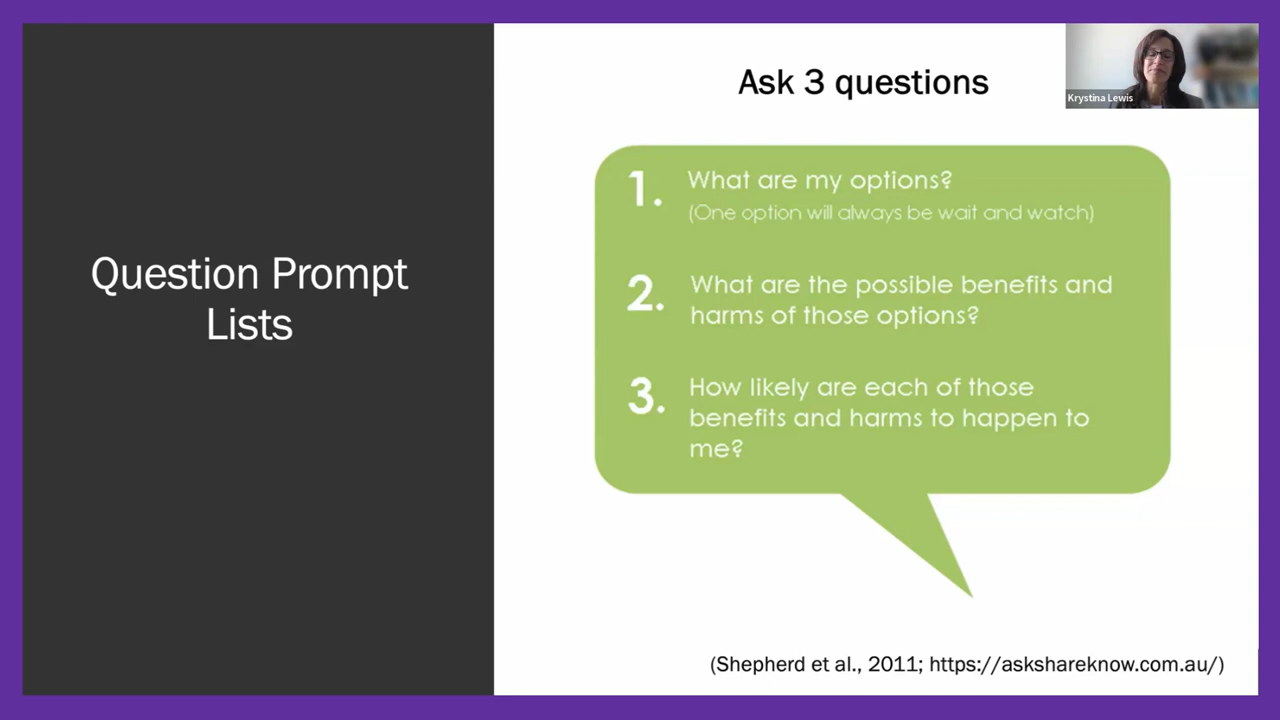 Question Prompt
Lists
Ask 3 questions
Krystina Lewis
1. What are my options?
(One option will always be wait and watch)
2. What are the possible benefits and
harms of those options?
3. How likely are each of those
benefits and harms to happen to
me?
(Shepherd et al., 2011; https://askshareknow.com.au/)